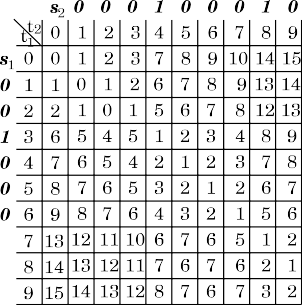 s2 0 0 0 1 0 0 0 1 0
t1 t2 0 1 2 3 4 5 6 7 8 9
s1 0 0 1 2 3 7 8 9 10 14 15
0 1 1 0 1 2 6 7 8 9 13 14
0 2 2 1 0 1 5 6 7 8 12 13
1 3 6 5 4 5 1 2 3 4 8 9
0 4 7 6 5 4 2 1 2 3 7 8
0 5 8 7 6 5 3 2 1 2 6 7
0 6 9 8 7 6 4 3 2 1 5 6
7 13 12 11 10 6 7 6 5 1 2
8 14 13 12 11 7 6 7 6 2 1
9 15 14 13 12 8 7 6 7 3 2